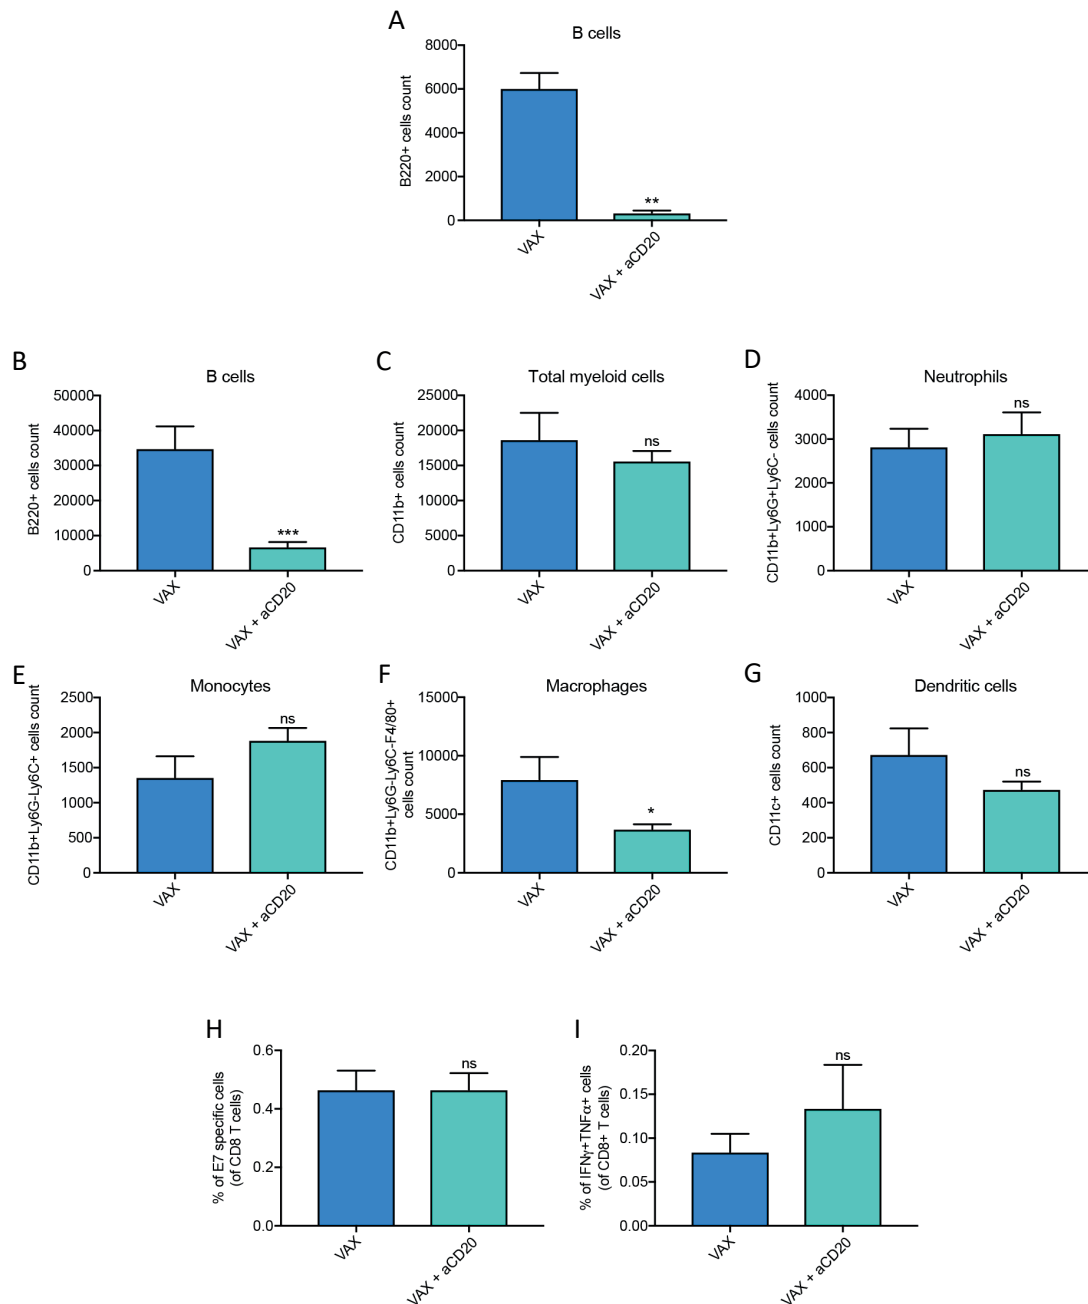 A
B cells
B220+ cells count
8000
6000
4000
2000
0
**
VAX
VAX + aCD20
B
B cells
B220+ cells count
50000
40000
30000
20000
10000
0
***
VAX
VAX + aCD20
C
Total myeloid cells
CD11b+ cells count
25000
20000
15000
10000
5000
0
ns
VAX
VAX + aCD20
D
Neutrophils
CD11b+Ly6G+Ly6C- cells count
4000
3000
2000
1000
0
ns
VAX
VAX + aCD20
E
Monocytes
CD11b+Ly6G-Ly6C+ cells count
2500
2000
1500
1000
500
0
ns
VAX
VAX + aCD20
F
Macrophages
CD11b+Ly6G-Ly6C-F4/80+
cells count
15000
10000
5000
0
*
VAX
VAX + aCD20
G
Dendritic cells
CD11c+ cells count
1000
800
600
400
200
0
ns
VAX
VAX + aCD20
H
% of E7 specific cells
(of CD8 T cells)
0.6
0.4
0.2
0.0
ns
VAX
VAX + aCD20
I
% of IFNγ+TNFα+ cells
(of CD8+ T cells)
0.20
0.15
0.10
0.05
0.00
ns
VAX
VAX + aCD20